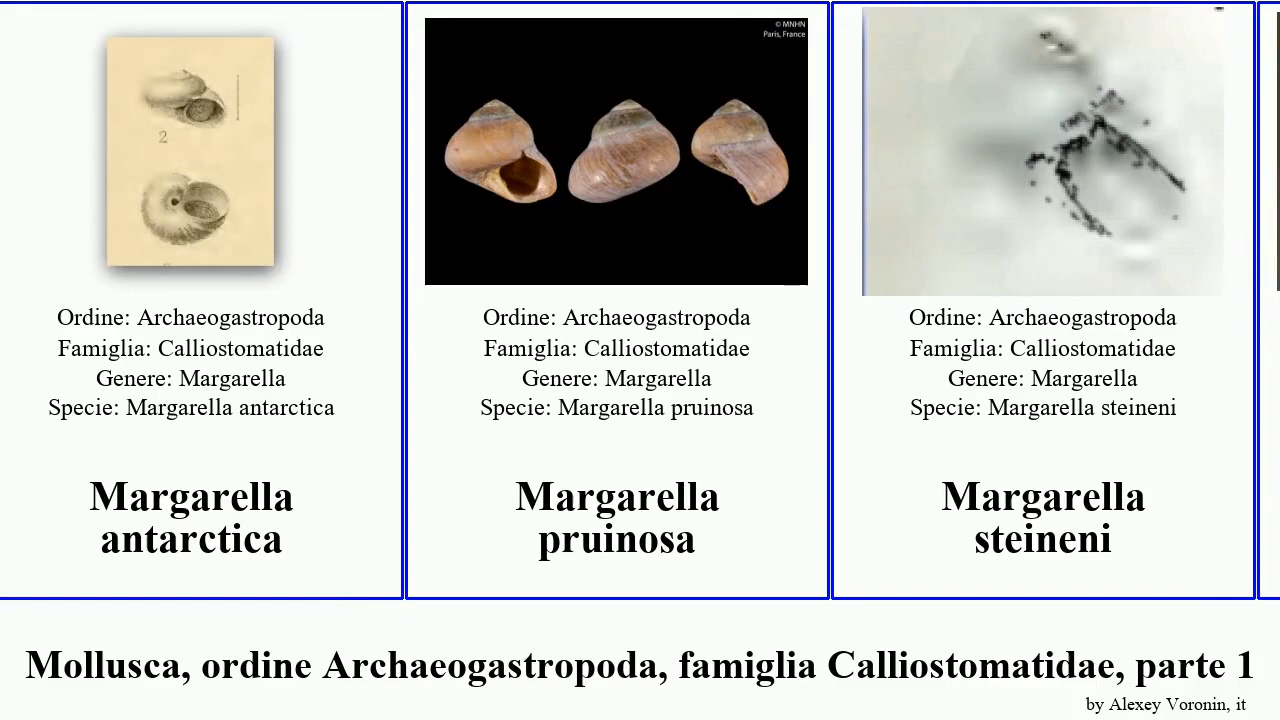 2
© MNHN
Paris, France
Ordine: Archaeogastropoda
Famiglia: Calliostomatidae
Genere: Margarella
Specie: Margarella antarctica
Margarella
antarctica
Ordine: Archaeogastropoda
Famiglia: Calliostomatidae
Genere: Margarella
Specie: Margarella pruinosa
Margarella
pruinosa
Ordine: Archaeogastropoda
Famiglia: Calliostomatidae
Genere: Margarella
Specie: Margarella steineni
Margarella
steineni
Mollusca, ordine Archaeogastropoda, famiglia Calliostomatidae, parte 1
by Alexey Voronin, it